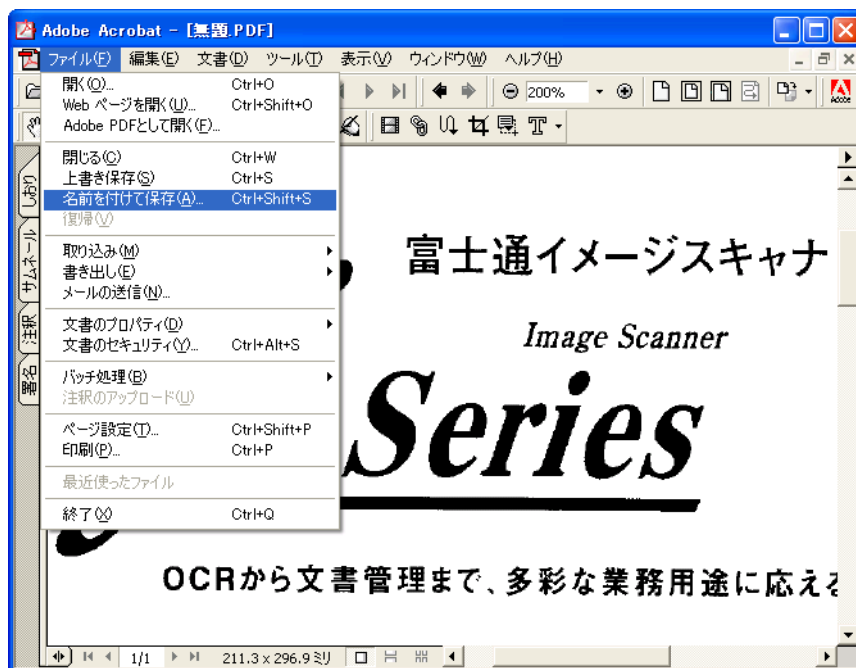 Adobe Acrobat - [無題.PDF]
ファイル(F) 編集(E) 文書(D) ツール(T) 表示(V) ウィンドウ(W) ヘルプ(H)
開く(O)... Ctrl+O
Web ページを開く(U)... Ctrl+Shift+O
Adobe PDFとして開く(F)...
200%
Adobe
閉じる(C) Ctrl+W
上書き保存(S) Ctrl+S
名前を付けて保存(A)... Ctrl+Shift+S
復帰(V)
取り込み(M)
書き出し(E)
メールの送信(N)...
文書のプロパティ(D)
文書のセキュリティ(Y)... Ctrl+Alt+S
バッチ処理(B)
注釈のアップロード(U)
ページ設定(T)... Ctrl+Shift+P
印刷(P)... Ctrl+P
最近使ったファイル
終了(X) Ctrl+Q
しおり
サムネール
注釈
署名
富士通イメージスキャナ
Image Scanner
Series
OCRから文書管理まで、多彩な業務用途に応える
1/1 211.3 x 296.9 ミリ